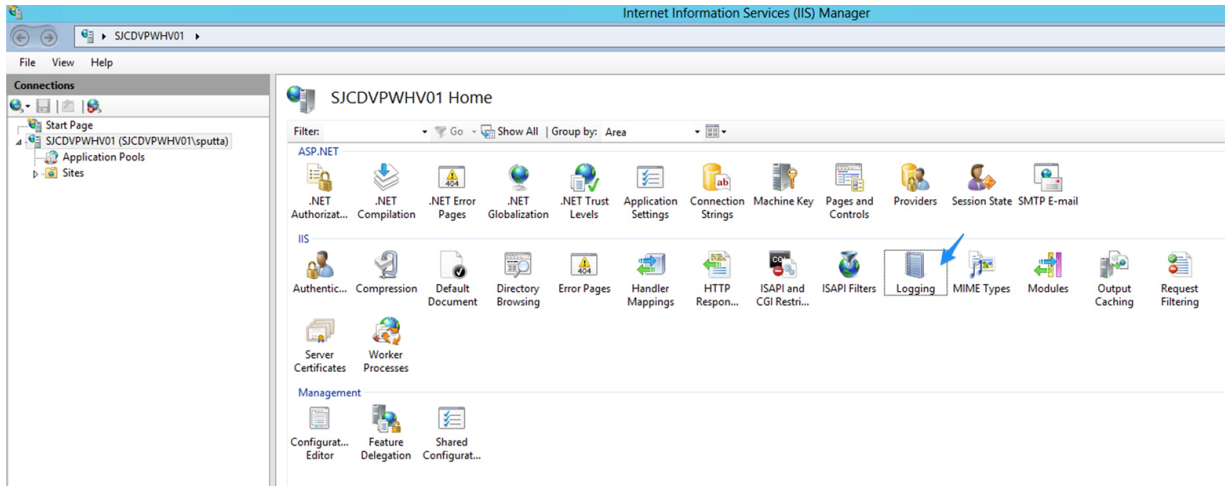 Internet Information Services (IIS) Manager
SJCDVPWHV01
File View Help
Connections
Start Page
SJCDVPWHV01 (SJCDVPWHV01\sputta)
Application Pools
Sites
SJCDVPWHV01 Home
Filter: Go Show All Group by: Area
ASP.NET
.NET Authorizat...
.NET Compilation
404
.NET Error Pages
.NET Globalization
.NET Trust Levels
Application Settings
ab
Connection Strings
Machine Key
Pages and Controls
Providers
Session State
SMTP E-mail
IIS
Authentic...
Compression
Default Document
Directory Browsing
404
Error Pages
Handler Mappings
HTTP Respon...
ISAPI and CGI Restri...
ISAPI Filters
Logging
MIME Types
Modules
Output Caching
Request Filtering
Server Certificates
Worker Processes
Management
Configurat... Editor
Feature Delegation
Shared Configurat...